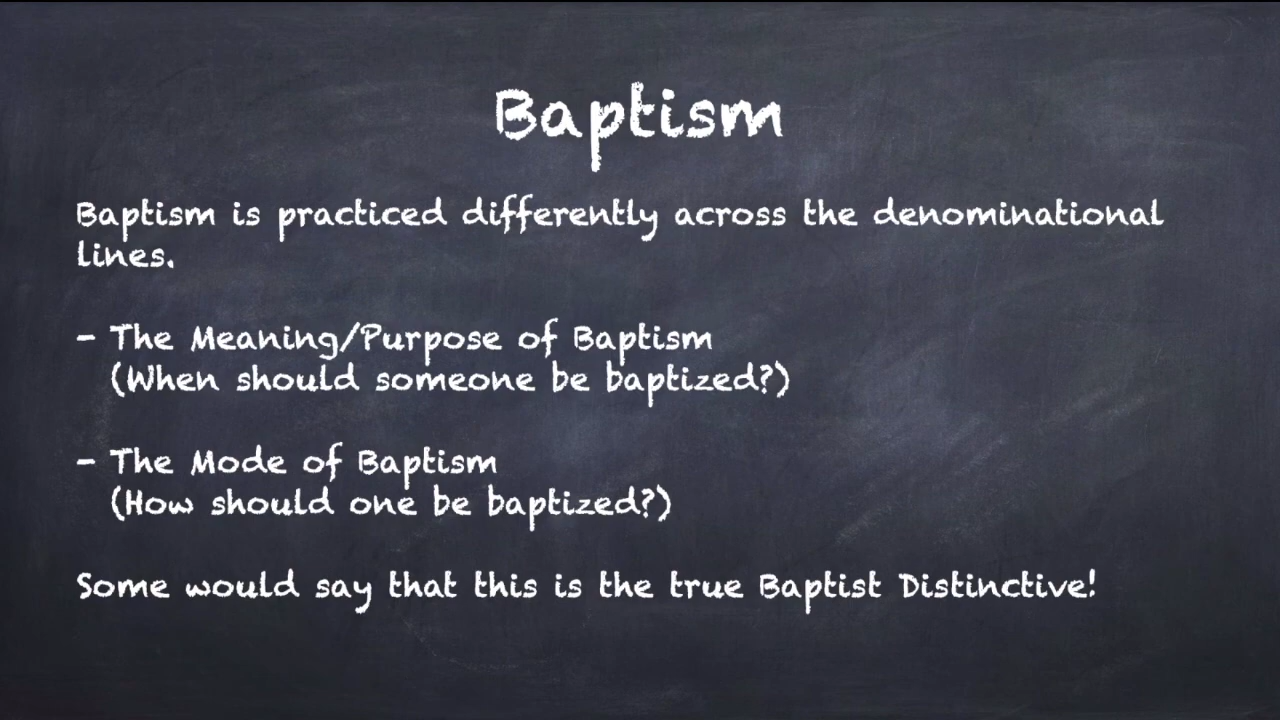 Baptism
Baptism is practiced differently across the denominational
lines.
- The Meaning/Purpose of Baptism
(When should someone be baptized?)
- The Mode of Baptism
(How should one be baptized?)
Some would say that this is the true Baptist Distinctive!